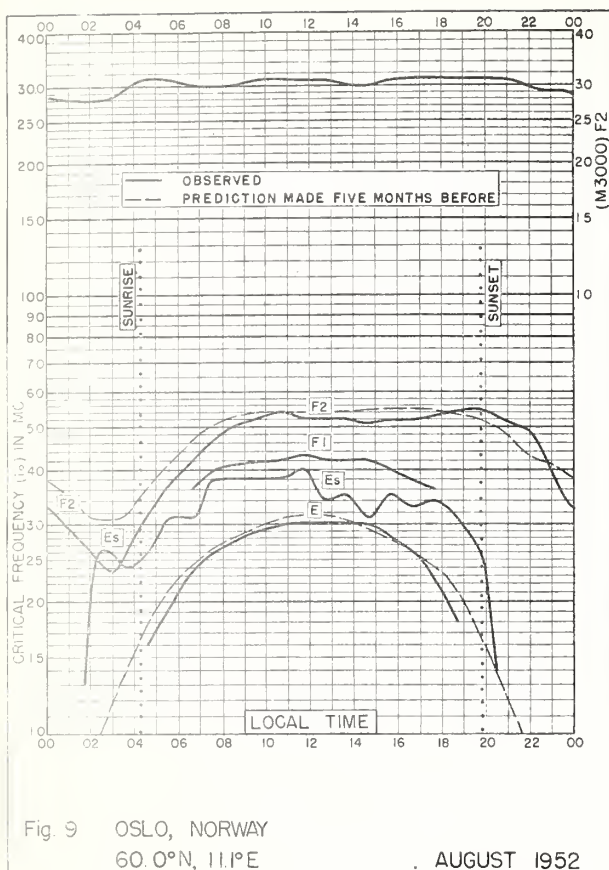 00 02 04 06 08 10 12 14 16 18 20 22 00
400 40
300 30
25
200 20
150 15
100 10
90
80
70
60
50
40
30
25
20
15
10
(M3000) F2
OBSERVED
PREDICTION MADE FIVE MONTHS BEFORE
SUNRISE
SUNSET
CRITICAL FREQUENCY IN MC
F2
F1
Es
F2
Es
E
LOCAL TIME
00 02 04 06 08 10 12 14 16 18 20 22 00
Fig. 9 OSLO, NORWAY
60.0°N, 11.1°E AUGUST 1952